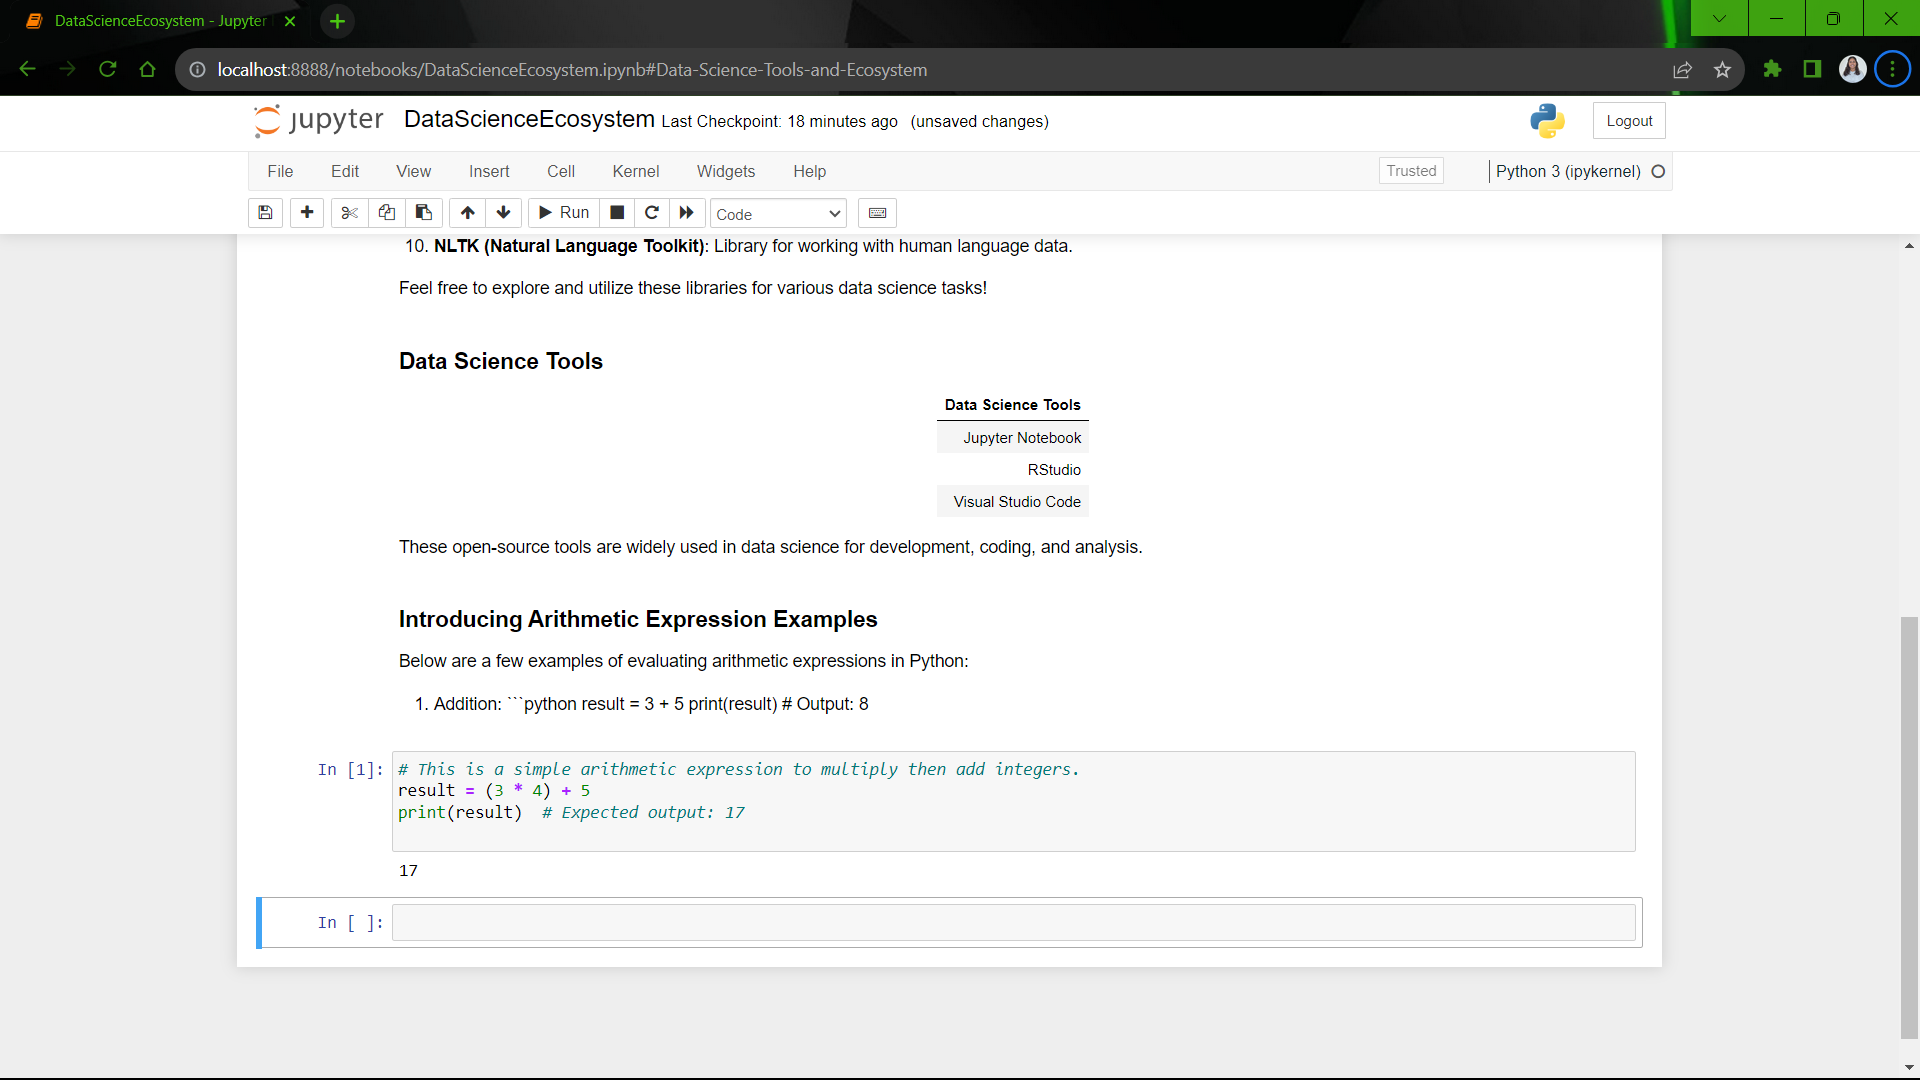 DataScienceEcosystem - Jupyter
localhost:8888/notebooks/DataScienceEcosystem.ipynb#Data-Science-Tools-and-Ecosystem
jupyter DataScienceEcosystem Last Checkpoint: 18 minutes ago (unsaved changes) Logout
File Edit View Insert Cell Kernel Widgets Help Trusted Python 3 (ipykernel)
Run Code
10. NLTK (Natural Language Toolkit): Library for working with human language data.
Feel free to explore and utilize these libraries for various data science tasks!
Data Science Tools
Data Science Tools
Jupyter Notebook
RStudio
Visual Studio Code
These open-source tools are widely used in data science for development, coding, and analysis.
Introducing Arithmetic Expression Examples
Below are a few examples of evaluating arithmetic expressions in Python:
1. Addition: ```python result = 3 + 5 print(result) # Output: 8
In [1]: # This is a simple arithmetic expression to multiply then add integers.
result = (3 * 4) + 5
print(result)  # Expected output: 17
17
In [ ]: